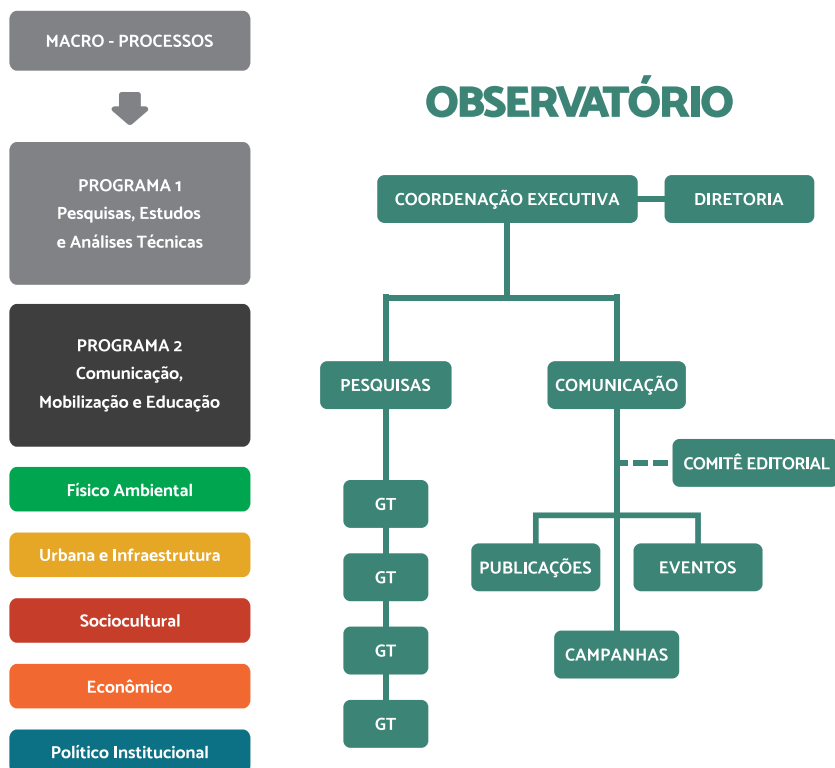 MACRO - PROCESSOS
PROGRAMA 1
Pesquisas, Estudos
e Análises Técnicas
PROGRAMA 2
Comunicação,
Mobilização e Educação
Físico Ambiental
Urbana e Infraestrutura
Sociocultural
Econômico
Político Institucional
OBSERVATÓRIO
COORDENAÇÃO EXECUTIVA
DIRETORIA
PESQUISAS
COMUNICAÇÃO
COMITÊ EDITORIAL
GT
GT
GT
GT
PUBLICAÇÕES
EVENTOS
CAMPANHAS